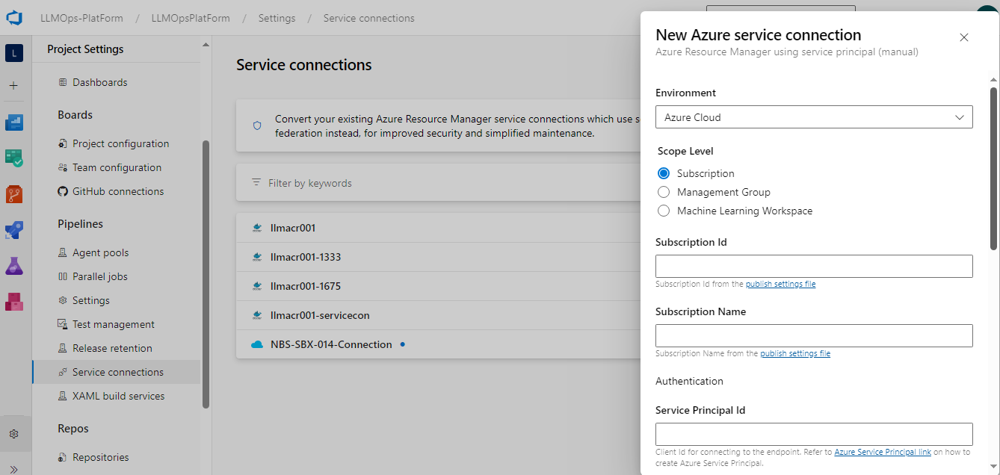 LLMOps-PlatForm / LLMOpsPlatForm / Settings / Service connections
L
Project Settings
Dashboards
Boards
Project configuration
Team configuration
GitHub connections
Pipelines
Agent pools
Parallel jobs
Settings
Test management
Release retention
Service connections
XAML build services
Repos
Repositories
Service connections
Convert your existing Azure Resource Manager service connections which use
federation instead, for improved security and simplified maintenance.
Filter by keywords
llmacr001
llmacr001-1333
llmacr001-1675
llmacr001-servicecon
NBS-SBX-014-Connection
New Azure service connection
Azure Resource Manager using service principal (manual)
Environment
Azure Cloud
Scope Level
Subscription
Management Group
Machine Learning Workspace
Subscription Id
Subscription Id from the publish settings file
Subscription Name
Subscription Name from the publish settings file
Authentication
Service Principal Id
Client Id for connecting to the endpoint. Refer to Azure Service Principal link on how to
create Azure Service Principal.